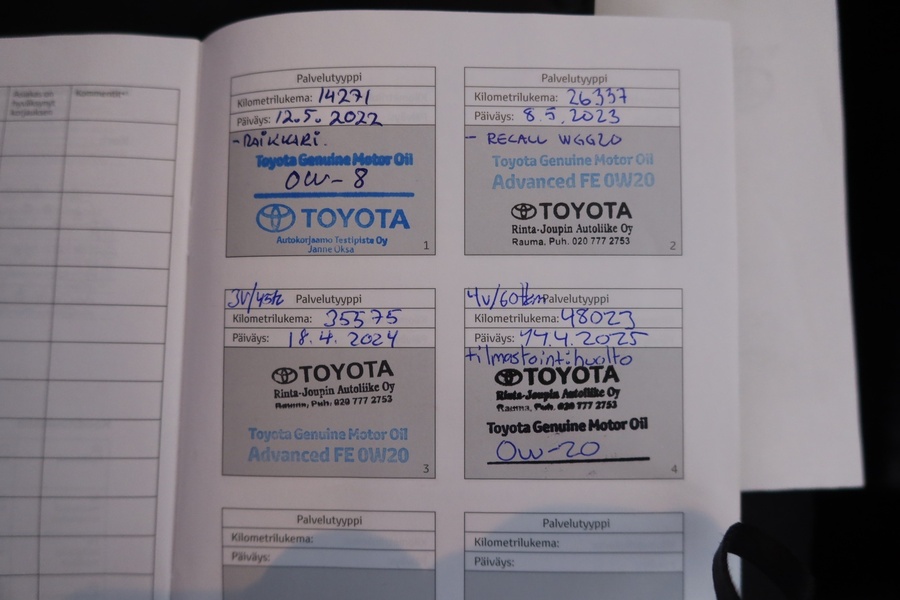 Kommentit:
Palvelutyyppi
Kilometrilukema: 14271
Päiväys: 12.5. 2022
Toyota Genuine Motor Oil
0W-8
TOYOTA
Autokorjaamo Testipiste Oy
Janne Uksa
1
Palvelutyyppi
Kilometrilukema: 26337
Päiväys: 8.5.2023
- RECALL WGG20
Toyota Genuine Motor Oil
Advanced FE 0W20
TOYOTA
Rinta-Joupin Autoliike Oy
Rauma, Puh. 020 777 2753
2
3V/45tk Palvelutyyppi
Kilometrilukema: 35575
Päiväys: 18.4. 2024
TOYOTA
Rinta-Joupin Autoliike Oy
Rauma, Puh. 020 777 2753
Toyota Genuine Motor Oil
Advanced FE 0W20
3
4v/60tkm Palvelutyyppi
Kilometrilukema: 48023
Päiväys: 14.4.2025
tilmastointihuolto
TOYOTA
Rinta-Joupin Autoliike Oy
Rauma, Puh. 020 777 2753
Toyota Genuine Motor Oil
0w-20
4
Palvelutyyppi
Kilometrilukema:
Päiväys:
Palvelutyyppi
Kilometrilukema:
Päiväys: